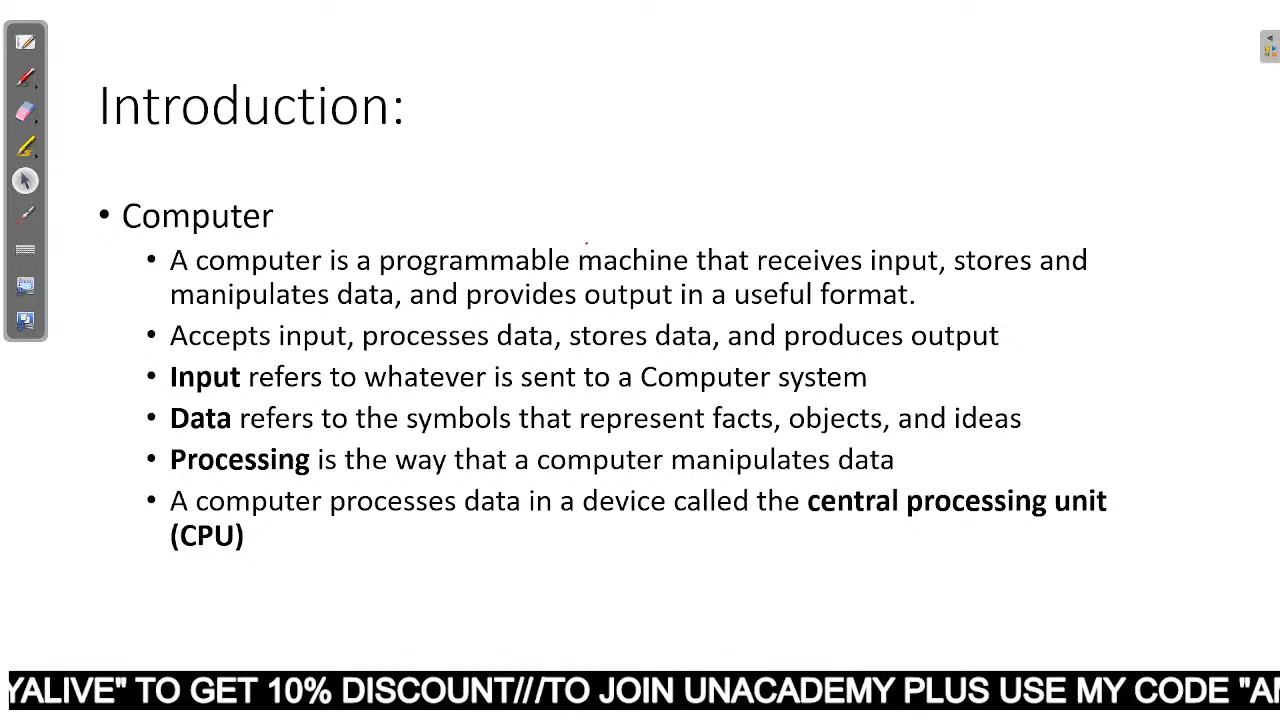 Introduction:
• Computer
• A computer is a programmable machine that receives input, stores and
manipulates data, and provides output in a useful format.
• Accepts input, processes data, stores data, and produces output
• Input refers to whatever is sent to a Computer system
• Data refers to the symbols that represent facts, objects, and ideas
• Processing is the way that a computer manipulates data
• A computer processes data in a device called the central processing unit
(CPU)
YALIVE" TO GET 10% DISCOUNT///TO JOIN UNACADEMY PLUS USE MY CODE "AN